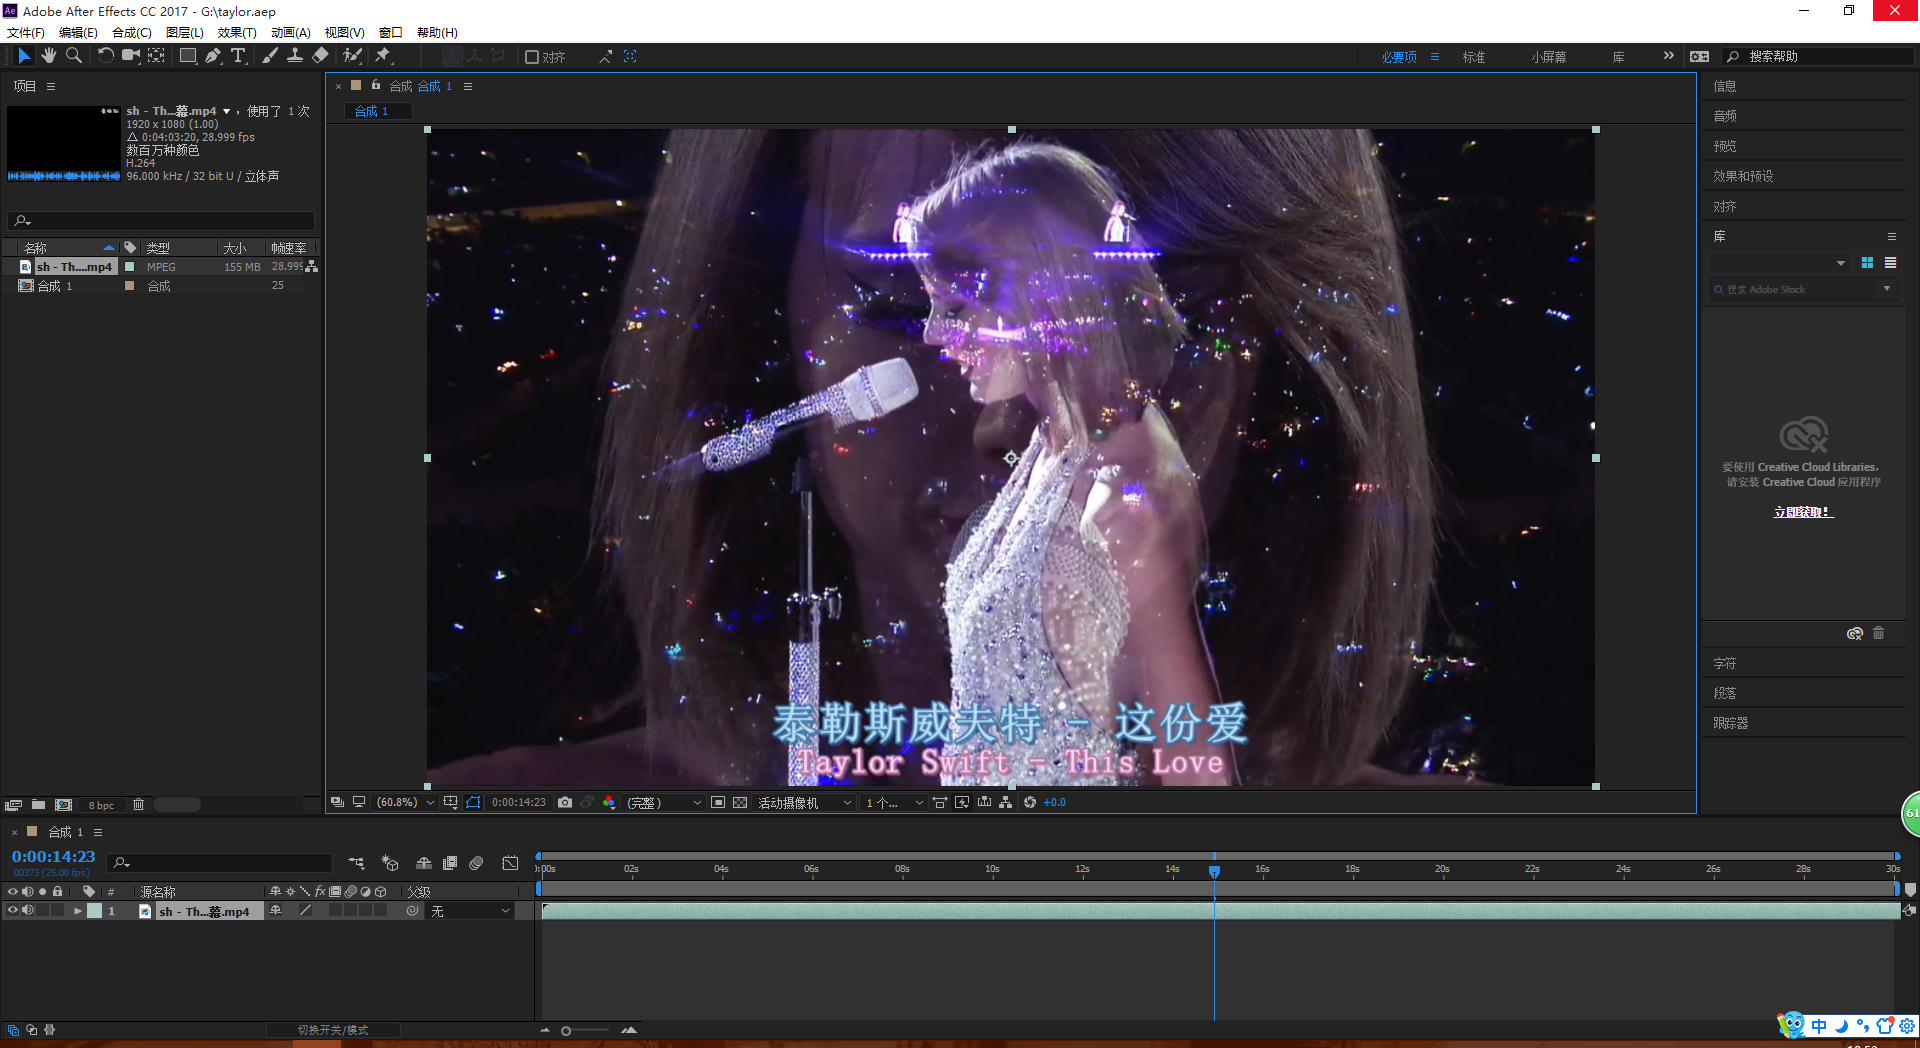 Adobe After Effects CC 2017 - G:\taylor.aep
文件(F) 编辑(E) 合成(C) 图层(L) 效果(T) 动画(A) 视图(V) 窗口 帮助(H)
对齐
必要项 标准 小屏幕 库 搜索帮助
项目
sh - Th...幕.mp4 ， 使用了 1 次
1920 x 1080 (1.00)
△ 0:04:03:20, 28.999 fps
数百万种颜色
H.264
96.000 kHz / 32 bit U / 立体声
名称 类型 大小 帧速率
sh - Th....mp4 MPEG 155 MB 28.999
合成 1 合成 25
8 bpc
合成 合成 1
合成 1
泰勒斯威夫特 - 这份爱
Taylor Swift - This Love
(60.8%) 0:00:14:23 (完整) 活动摄像机 1 个... +0.0
信息
音频
预览
效果和预设
对齐
库
搜索 Adobe Stock
要使用 Creative Cloud Libraries，
请安装 Creative Cloud 应用程序
立即获取！
字符
段落
跟踪器
61
合成 1
0:00:14:23
00373 (25.00 fps)
# 源名称 fx 父级
1 sh - Th...幕.mp4 无
):00s 02s 04s 06s 08s 10s 12s 14s 16s 18s 20s 22s 24s 26s 28s 30s
切换开关/模式
中